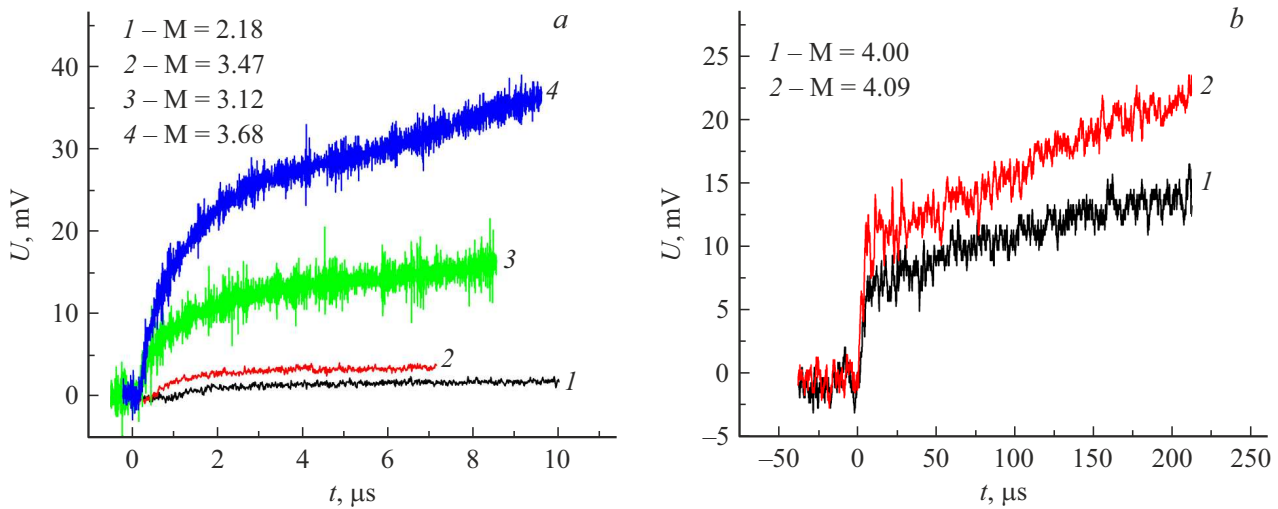 a
1 – M = 2.18
2 – M = 3.47
3 – M = 3.12
4 – M = 3.68
40
30
20
10
0
U, mV
4
3
2
1
0 2 4 6 8 10
t, μs
b
1 – M = 4.00
2 – M = 4.09
25
20
15
10
5
0
–5
U, mV
2
1
–50 0 50 100 150 200 250
t, μs